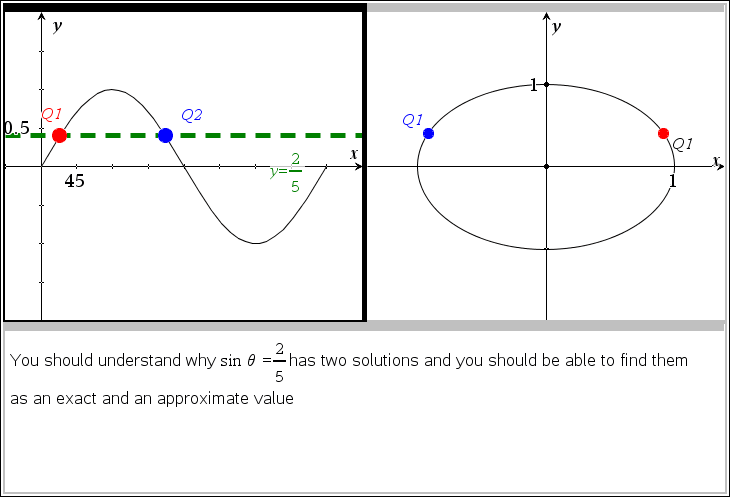 y
Q1
Q2
0.5
x
45
y=2/5
y
1
Q1
Q1
x
1
You should understand why sin θ =2/5 has two solutions and you should be able to find them
as an exact and an approximate value